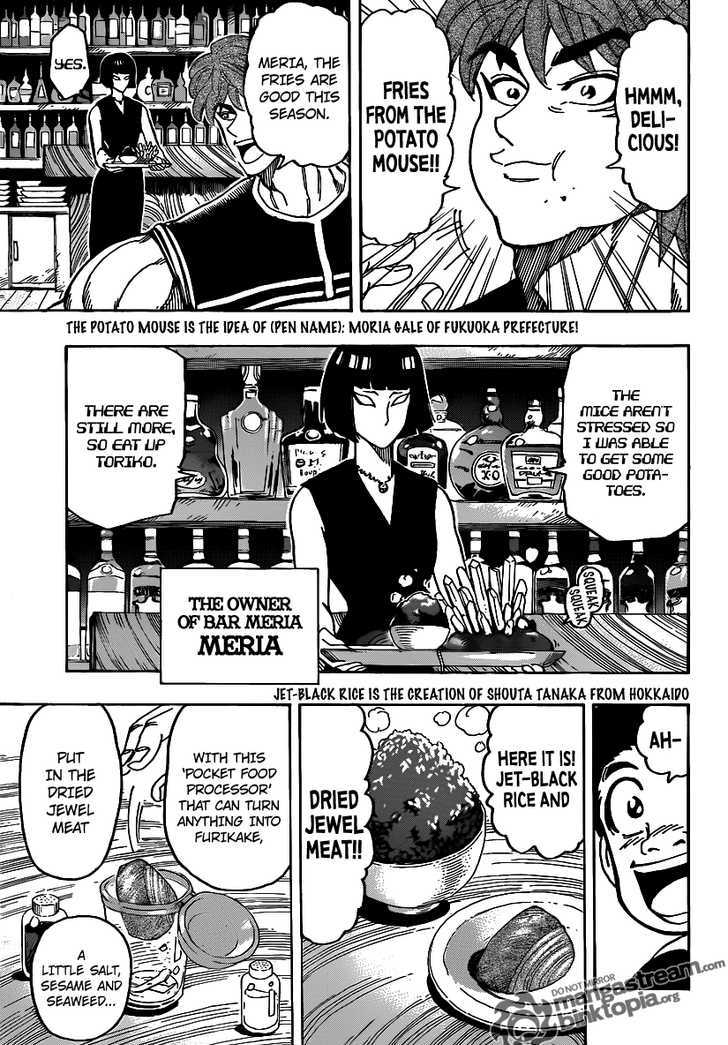 HMMM,
DELI-
CIOUS!
FRIES
FROM THE
POTATO
MOUSE!!
MERIA,
THE FRIES
ARE
GOOD THIS
SEASON.
YES.
THE POTATO MOUSE IS THE IDEA OF (PEN NAME): MORIA GALE OF FUKUOKA PREFECTURE!
THE
MICE AREN'T
STRESSED SO
I WAS ABLE
TO GET SOME
GOOD POTA-
TOES.
THERE ARE
STILL MORE,
SO EAT UP
TORIKO.
X·O
SQUEAK
SQUEAK
THE OWNER
OF BAR MERIA
MERIA
JET-BLACK RICE IS THE CREATION OF SHOUTA TANAKA FROM HOKKAIDO
AH-
HERE IT IS!
JET-BLACK
RICE AND
DRIED
JEWEL
MEAT!!
WITH THIS
'POCKET FOOD
PROCESSOR'
THAT CAN TURN
ANYTHING INTO
FURIKAKE,
PUT
IN THE
DRIED
JEWEL
MEAT
A
LITTLE SALT,
SESAME AND
SEAWEED...
DO NOT MIRROR
mangastream.com
binktopia.org